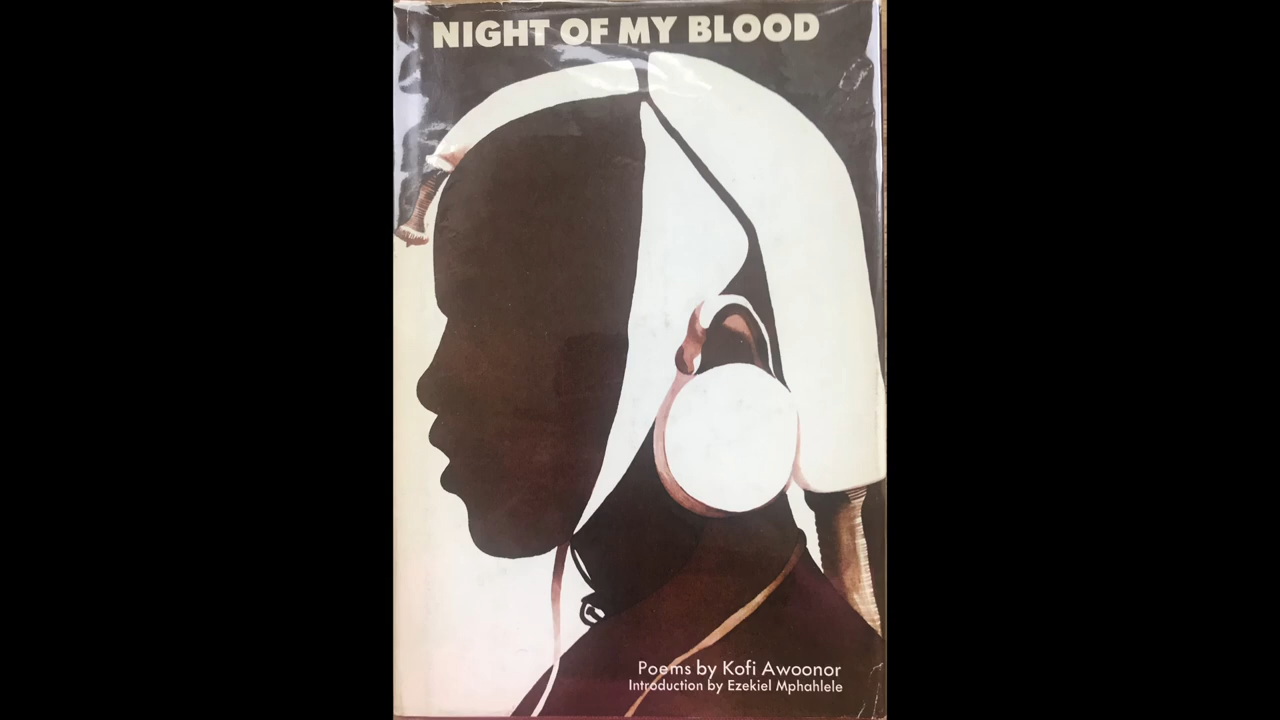 NIGHT OF MY BLOOD
Poems by Kofi Awoonor
Introduction by Ezekiel Mphahlele